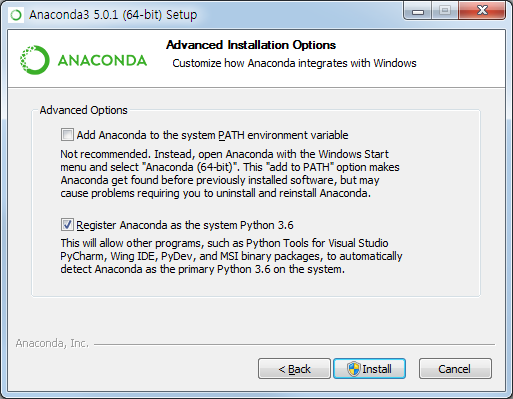 Anaconda3 5.0.1 (64-bit) Setup
ANACONDA
Advanced Installation Options
Customize how Anaconda integrates with Windows
Advanced Options
Add Anaconda to the system PATH environment variable
Not recommended. Instead, open Anaconda with the Windows Start
menu and select "Anaconda (64-bit)". This "add to PATH" option makes
Anaconda get found before previously installed software, but may
cause problems requiring you to uninstall and reinstall Anaconda.
Register Anaconda as the system Python 3.6
This will allow other programs, such as Python Tools for Visual Studio
PyCharm, Wing IDE, PyDev, and MSI binary packages, to automatically
detect Anaconda as the primary Python 3.6 on the system.
Anaconda, Inc.
< Back
Install
Cancel